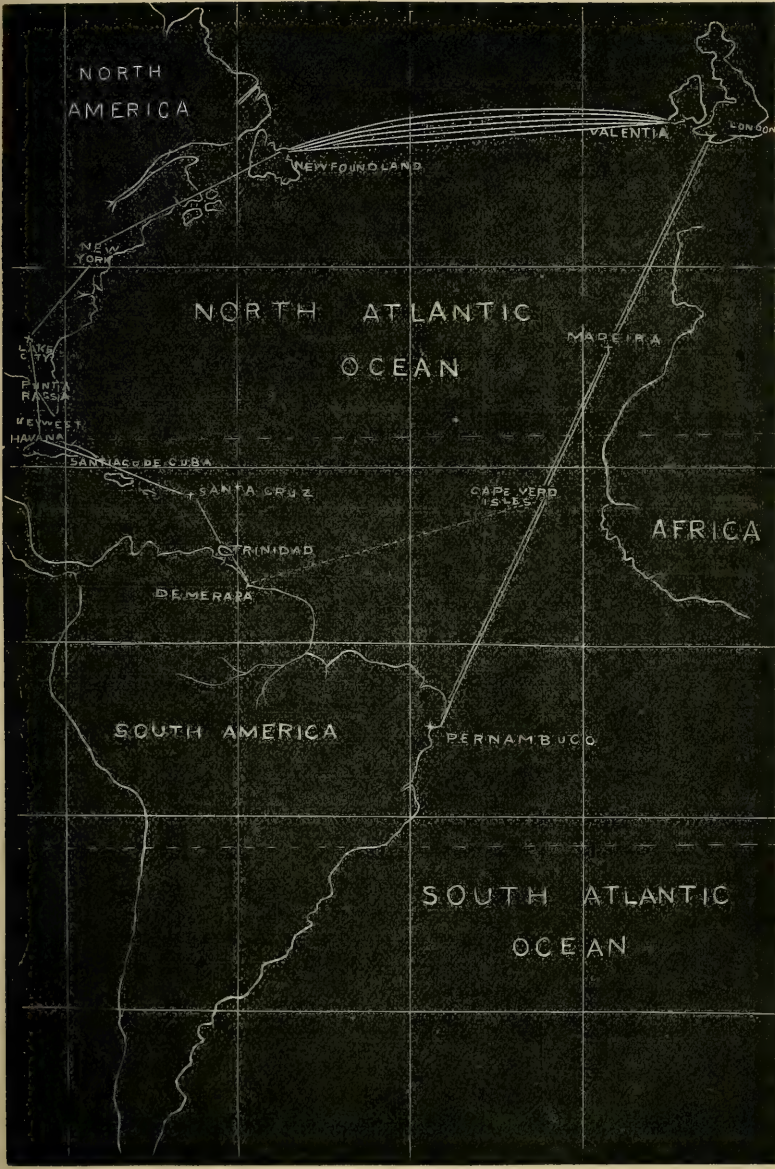 NORTH
AMERICA
VALENTIA
LONDON
NEWFOUNDLAND
NEW
YORK
NORTH ATLANTIC
OCEAN
MADEIRA
LAKE
CITY
PUNTA
RASSA
KEY WEST
HAVANA
SANTIAGO DE CUBA
SANTA CRUZ
CAPE VERD
ISLES
AFRICA
TRINIDAD
DEMERARA
SOUTH AMERICA
PERNAMBUCO
SOUTH ATLANTIC
OCEAN